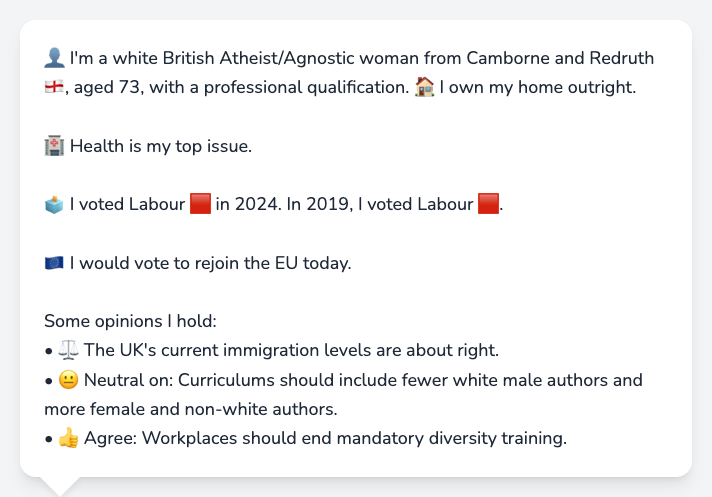 👤 I'm a white British Atheist/Agnostic woman from Camborne and Redruth
🏴󠁧󠁢󠁥󠁮󠁧󠁿, aged 73, with a professional qualification. 🏠 I own my home outright.
🏥 Health is my top issue.
🗳️ I voted Labour 🟥 in 2024. In 2019, I voted Labour 🟥.
🇪🇺 I would vote to rejoin the EU today.
Some opinions I hold:
• ⚖️ The UK's current immigration levels are about right.
• 😐 Neutral on: Curriculums should include fewer white male authors and
more female and non-white authors.
• 👍 Agree: Workplaces should end mandatory diversity training.